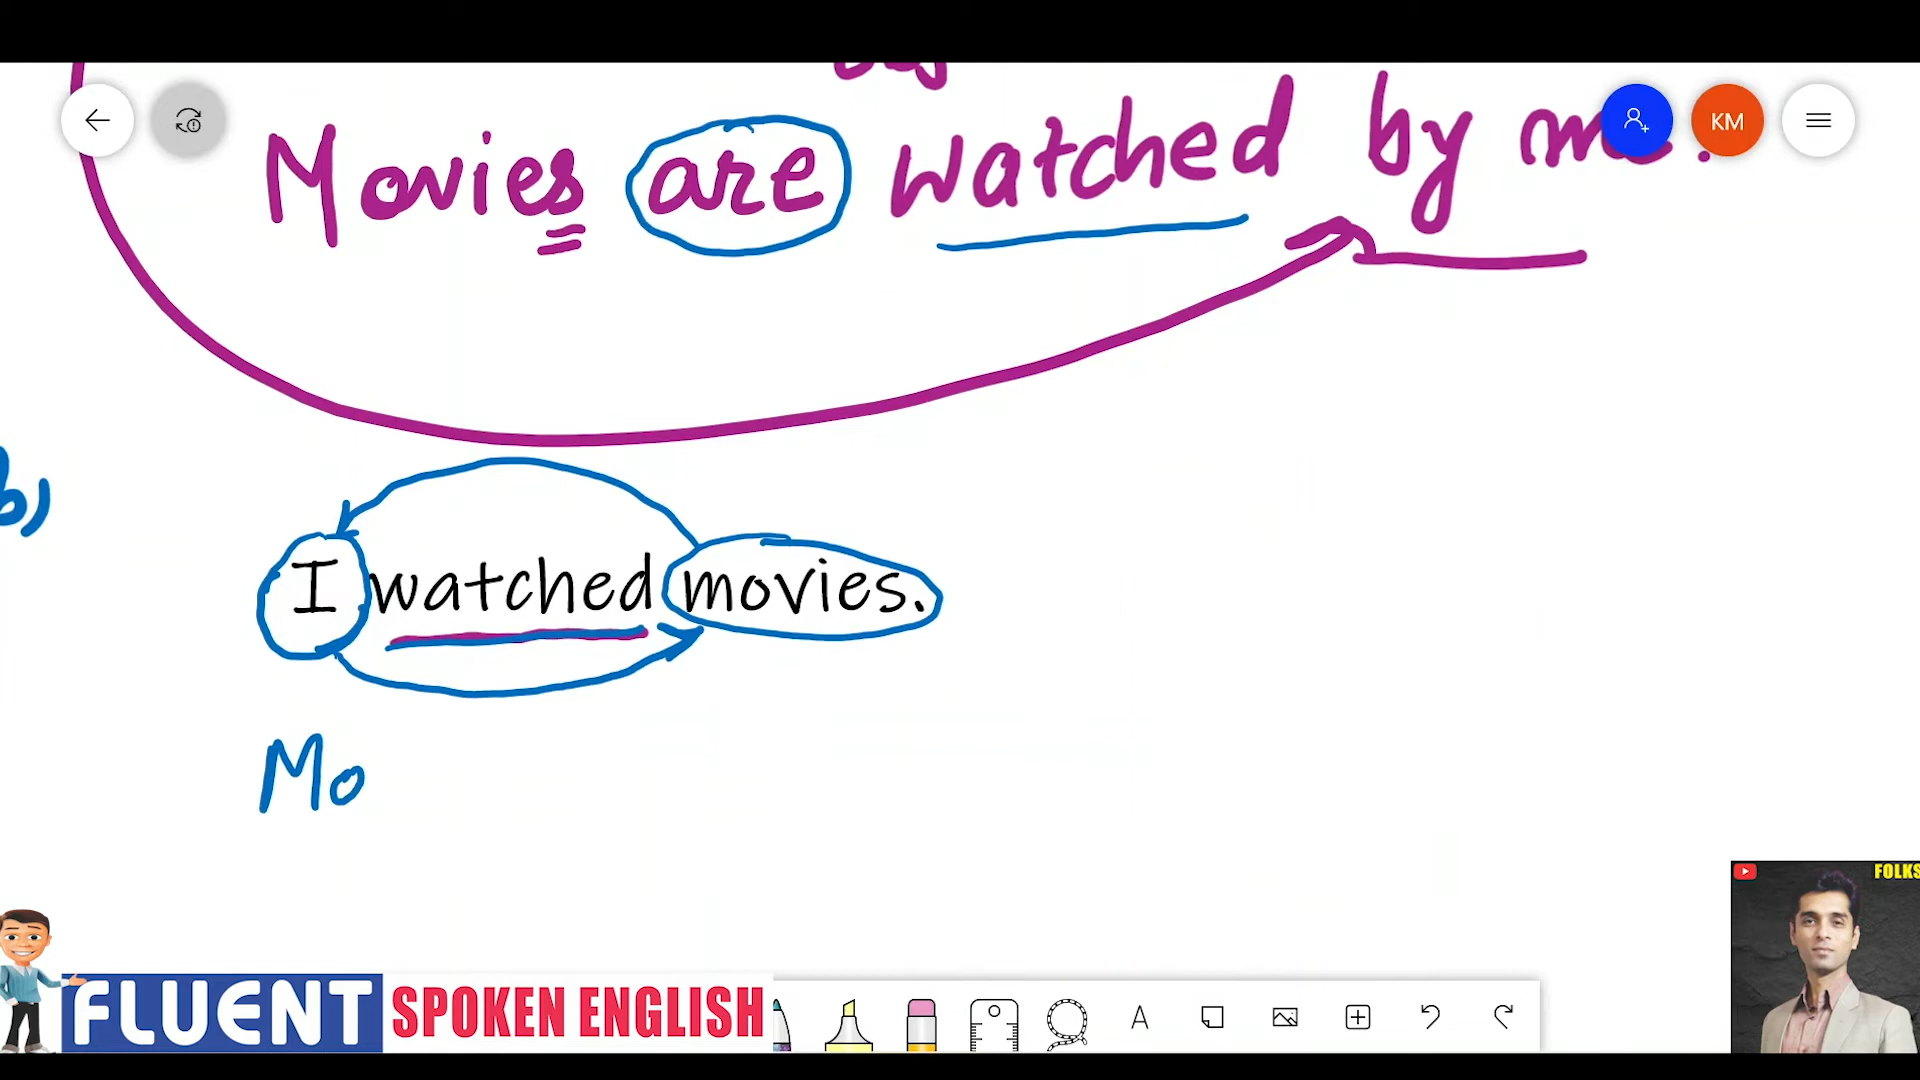 Movies are watched by me.
KM
b)
I watched movies.
Mo
FOLKS
FLUENT SPOKEN ENGLISH
A